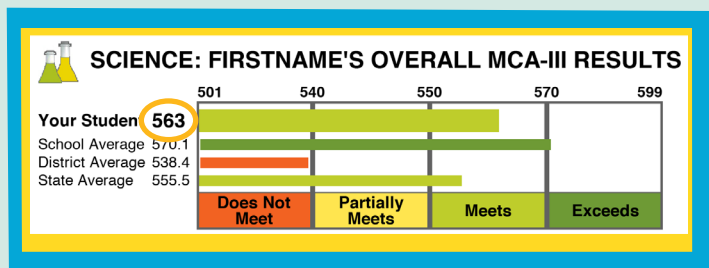 SCIENCE: FIRSTNAME'S OVERALL MCA-III RESULTS
501 540 550 570 599
Your Studen 563
School Average 570.1
District Average 538.4
State Average 555.5
Does Not Meet Partially Meets Meets Exceeds